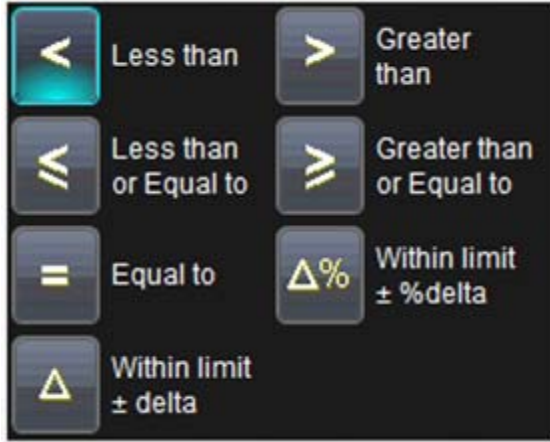 < Less than
> Greater
than
≤ Less than
or Equal to
≥ Greater than
or Equal to
= Equal to
Δ% Within limit
± %delta
Δ Within limit
± delta